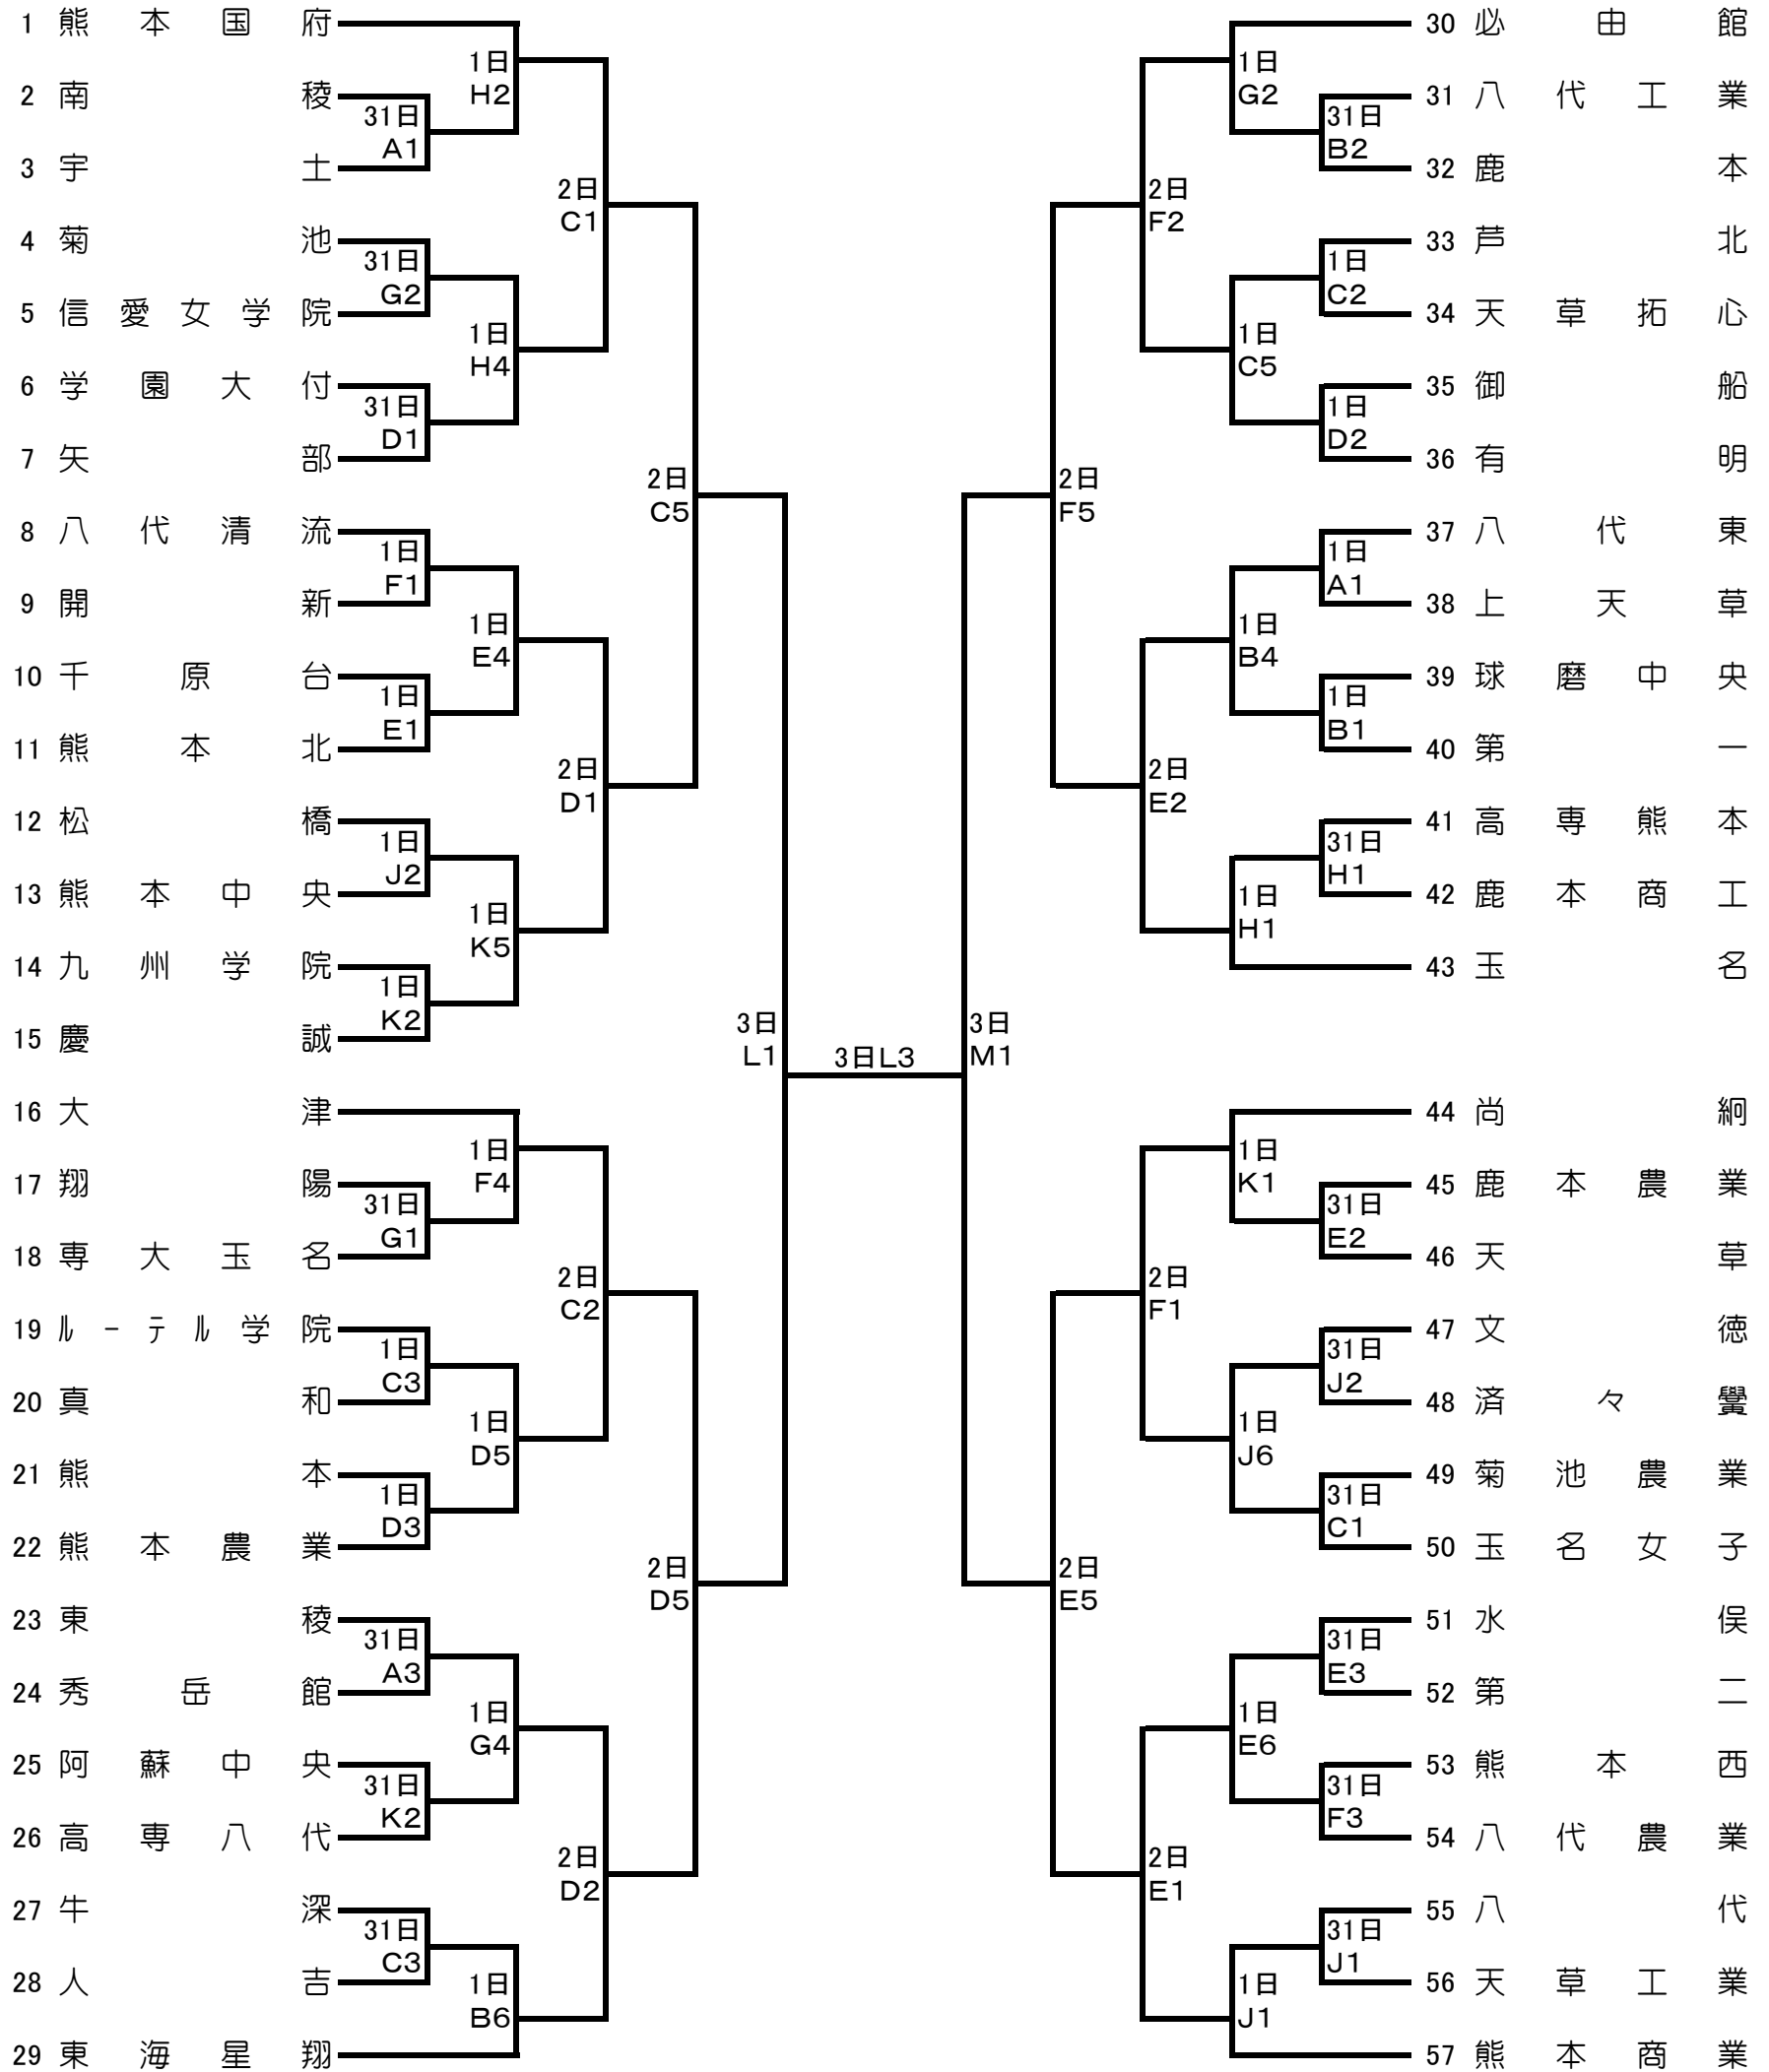 1 熊本国府
1日
H2
2 南稜
31日
A1
3 宇土
2日
C1
4 菊池
31日
G2
5 信愛女学院
1日
H4
6 学園大付
31日
D1
7 矢部
2日
C5
8 八代清流
1日
F1
9 開新
1日
E4
10 千原台
1日
E1
11 熊本北
2日
D1
12 松橋
1日
J2
13 熊本中央
1日
K5
14 九州学院
1日
K2
15 慶誠
3日
L1
3日L3
16 大津
1日
F4
17 翔陽
31日
G1
18 専大玉名
2日
C2
19 ルーテル学院
1日
C3
20 真和
1日
D5
21 熊本
1日
D3
22 熊本農業
2日
D5
23 東稜
31日
A3
24 秀岳館
1日
G4
25 阿蘇中央
31日
K2
26 高専八代
2日
D2
27 牛深
31日
C3
28 人吉
1日
B6
29 東海星翔
30 必由館
1日
G2
31 八代工業
31日
B2
32 鹿本
2日
F2
33 芦北
1日
C2
34 天草拓心
1日
C5
35 御船
1日
D2
36 有明
2日
F5
37 八代東
1日
A1
38 上天草
1日
B4
39 球磨中央
1日
B1
40 第一
2日
E2
41 高専熊本
31日
H1
42 鹿本商工
1日
H1
43 玉名
3日
M1
44 尚絅
1日
K1
45 鹿本農業
31日
E2
46 天草
2日
F1
47 文徳
31日
J2
48 済々黌
1日
J6
49 菊池農業
31日
C1
50 玉名女子
2日
E5
51 水俣
31日
E3
52 第二
1日
E6
53 熊本西
31日
F3
54 八代農業
2日
E1
55 八代
31日
J1
56 天草工業
1日
J1
57 熊本商業